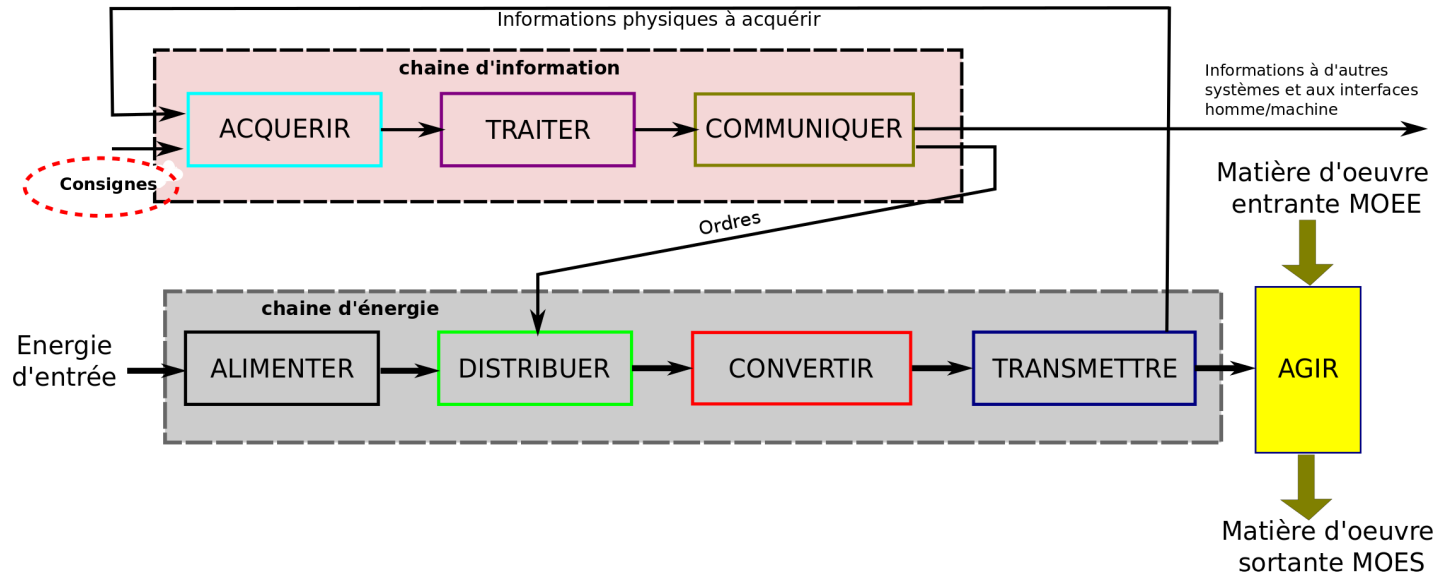 Informations physiques à acquérir
chaine d'information
ACQUERIR
TRAITER
COMMUNIQUER
Informations à d'autres
systèmes et aux interfaces
homme/machine
Consignes
Matière d'oeuvre
entrante MOEE
Ordres
chaine d'énergie
Energie
d'entrée
ALIMENTER
DISTRIBUER
CONVERTIR
TRANSMETTRE
AGIR
Matière d'oeuvre
sortante MOES